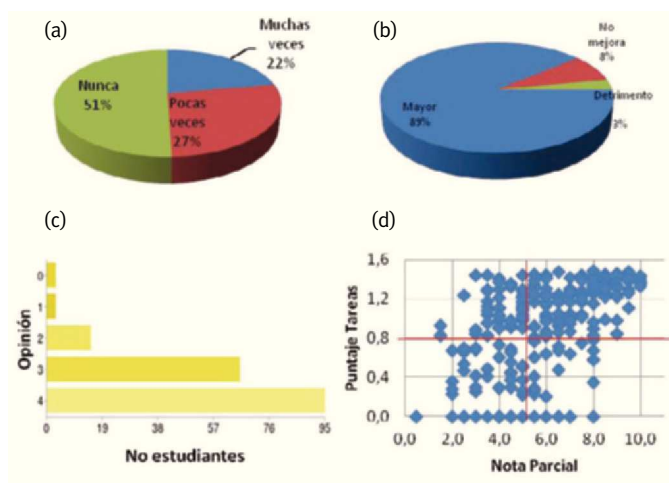 (a)
Muchas
veces
22%
Nunca
51%
Pocas
veces
27%
(b)
No
mejora
8%
Mayor
89%
Detrimento
3%
(c)
Opinión
0
1
2
3
4
0 19 38 57 76 95
No estudiantes
(d)
Puntaje Tareas
1,6
1,2
0,8
0,4
0,0
0,0 2,0 4,0 6,0 8,0 10,0
Nota Parcial